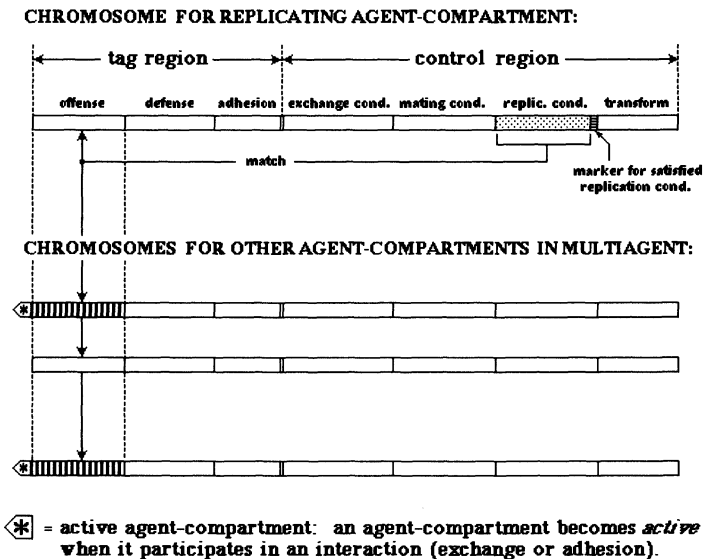 CHROMOSOME FOR REPLICATING AGENT-COMPARTMENT:
tag region control region
offense defense adhesion exchange cond. mating cond. replic. cond. transform
match
marker for satisfied
replication cond.
CHROMOSOMES FOR OTHER AGENT-COMPARTMENTS IN MULTIAGENT:
*
*
* = active agent-compartment: an agent-compartment becomes active
when it participates in an interaction (exchange or adhesion).